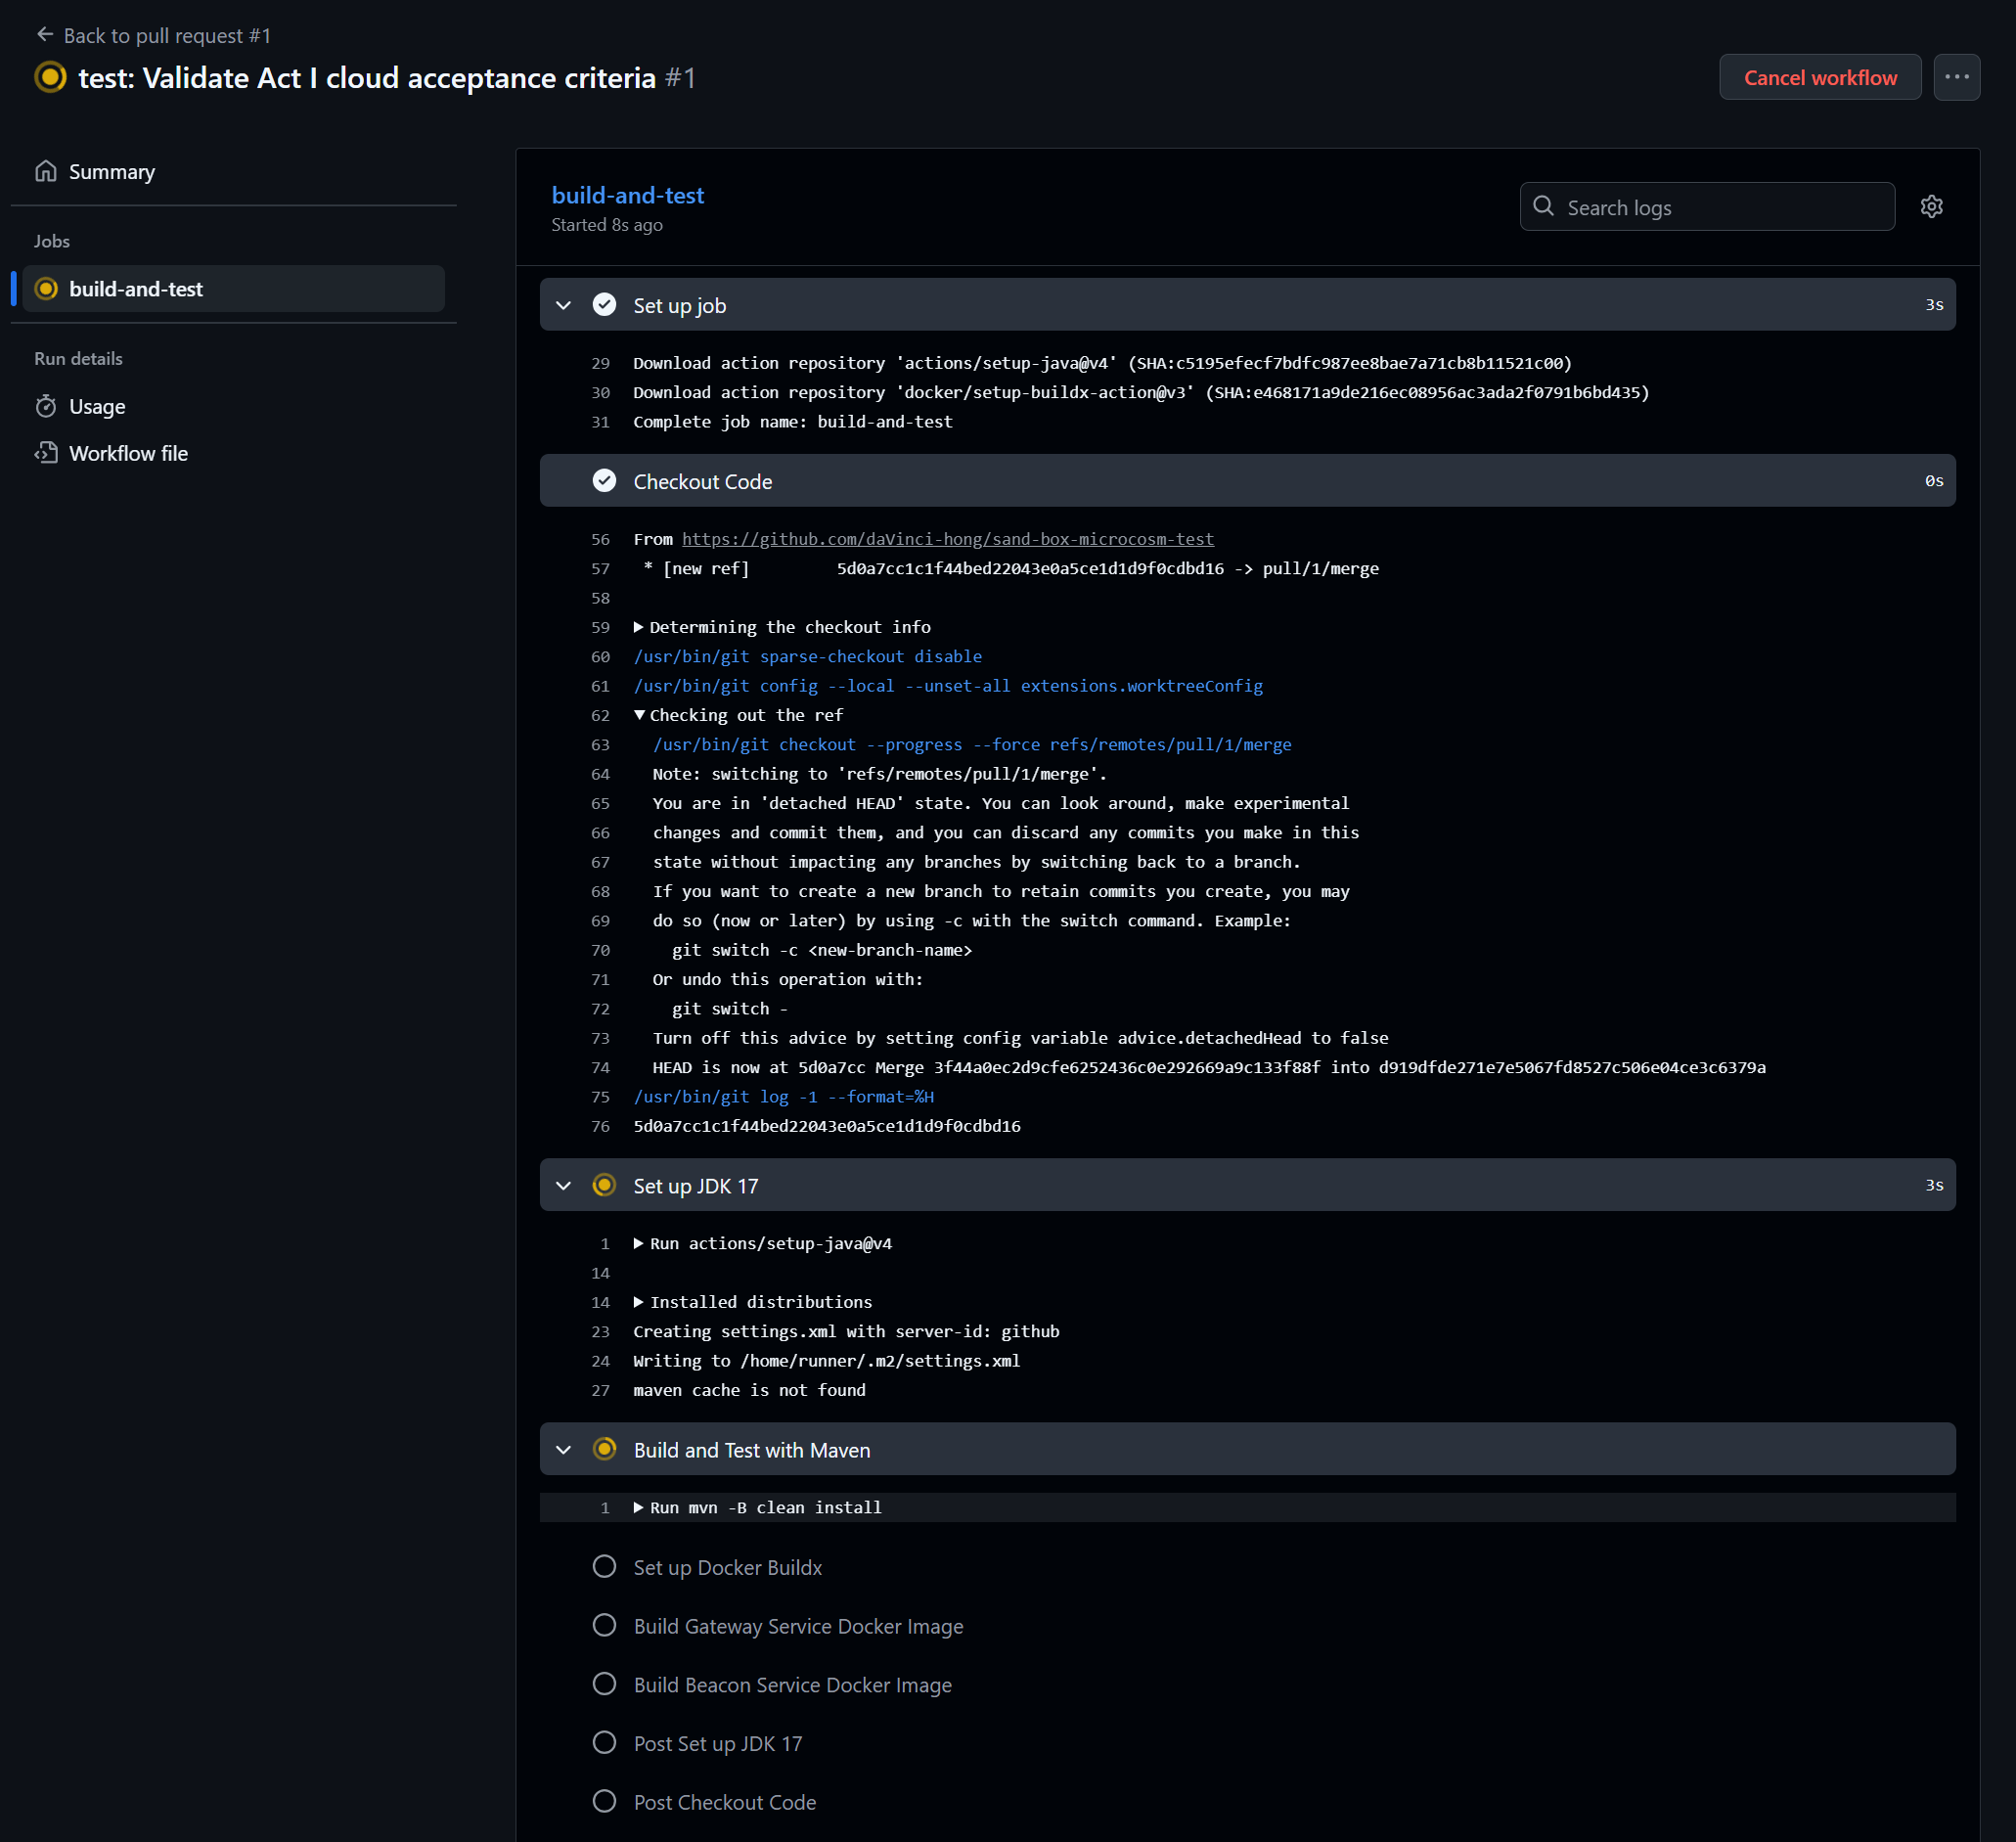 Back to pull request #1
test: Validate Act I cloud acceptance criteria #1
Cancel workflow
Summary
Jobs
build-and-test
Run details
Usage
Workflow file
build-and-test
Started 8s ago
Search logs
Set up job 3s
29 Download action repository 'actions/setup-java@v4' (SHA:c5195efecf7bdfc987ee8bae7a71cb8b11521c00)
30 Download action repository 'docker/setup-buildx-action@v3' (SHA:e468171a9de216ec08956ac3ada2f0791b6bd435)
31 Complete job name: build-and-test
Checkout Code 0s
56 From https://github.com/daVinci-hong/sand-box-microcosm-test
57 * [new ref] 5d0a7cc1c1f44bed22043e0a5ce1d1d9f0cdbd16 -> pull/1/merge
58
59 Determining the checkout info
60 /usr/bin/git sparse-checkout disable
61 /usr/bin/git config --local --unset-all extensions.worktreeConfig
62 Checking out the ref
63 /usr/bin/git checkout --progress --force refs/remotes/pull/1/merge
64 Note: switching to 'refs/remotes/pull/1/merge'.
65 You are in 'detached HEAD' state. You can look around, make experimental
66 changes and commit them, and you can discard any commits you make in this
67 state without impacting any branches by switching back to a branch.
68 If you want to create a new branch to retain commits you create, you may
69 do so (now or later) by using -c with the switch command. Example:
70 git switch -c <new-branch-name>
71 Or undo this operation with:
72 git switch -
73 Turn off this advice by setting config variable advice.detachedHead to false
74 HEAD is now at 5d0a7cc Merge 3f44a0ec2d9cfe6252436c0e292669a9c133f88f into d919dfde271e7e5067fd8527c506e04ce3c6379a
75 /usr/bin/git log -1 --format=%H
76 5d0a7cc1c1f44bed22043e0a5ce1d1d9f0cdbd16
Set up JDK 17 3s
1 Run actions/setup-java@v4
14
14 Installed distributions
23 Creating settings.xml with server-id: github
24 Writing to /home/runner/.m2/settings.xml
27 maven cache is not found
Build and Test with Maven
1 Run mvn -B clean install
Set up Docker Buildx
Build Gateway Service Docker Image
Build Beacon Service Docker Image
Post Set up JDK 17
Post Checkout Code